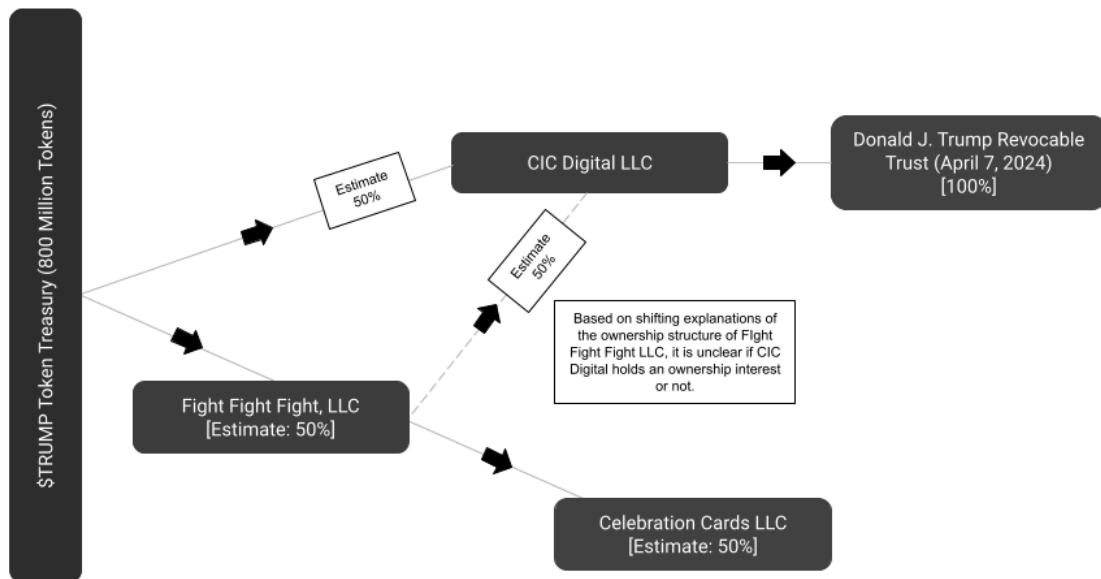 $TRUMP Token Treasury (800 Million Tokens)
Estimate
50%
CIC Digital LLC
Donald J. Trump Revocable
Trust (April 7, 2024)
[100%]
Estimate
50%
Based on shifting explanations of
the ownership structure of FIght
Fight Fight LLC, it is unclear if CIC
Digital holds an ownership interest
or not.
Fight Fight Fight, LLC
[Estimate: 50%]
Celebration Cards LLC
[Estimate: 50%]